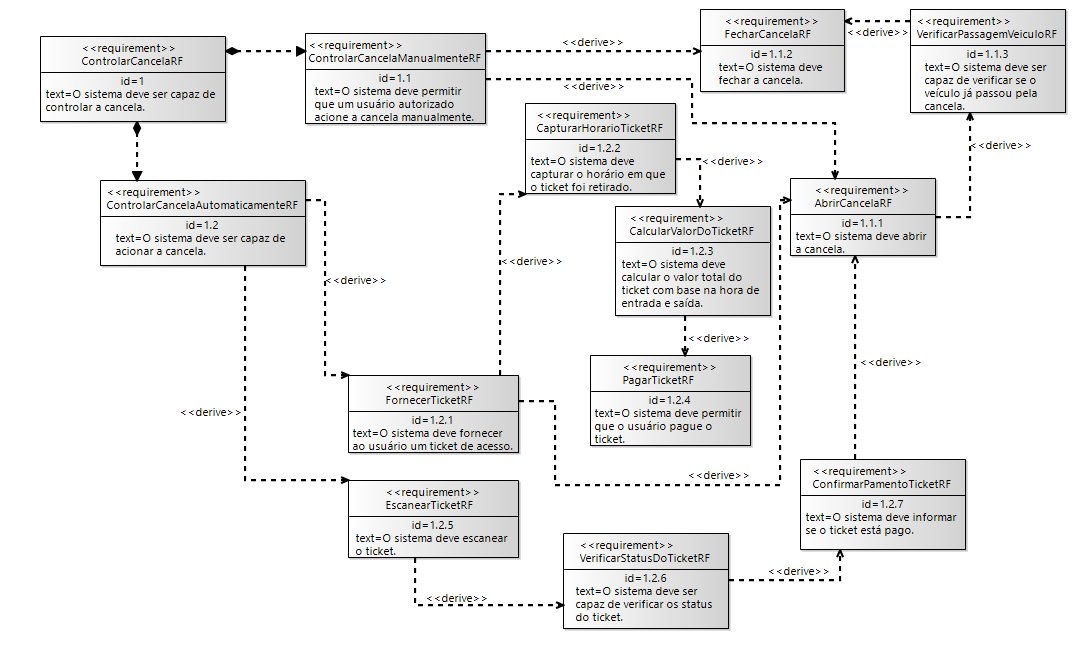 <<requirement>>
ControlarCancelaRF
id=1
text=O sistema deve ser capaz de
controlar a cancela.
<<requirement>>
ControlarCancelaManualmenteRF
id=1.1
text=O sistema deve permitir
que um usuário autorizado
acione a cancela manualmente.
<<derive>>
<<derive>>
<<requirement>>
FecharCancelaRF
id=1.1.2
text=O sistema deve
fechar a cancela.
<<derive>>
<<requirement>>
VerificarPassagemVeiculoRF
id=1.1.3
text=O sistema deve ser
capaz de verificar se o
veículo já passou pela
cancela.
<<derive>>
<<requirement>>
CapturarHorarioTicketRF
id=1.2.2
text=O sistema deve
capturar o horário em que
o ticket foi retirado.
<<derive>>
<<requirement>>
ControlarCancelaAutomaticamenteRF
id=1.2
text=O sistema deve ser capaz de
acionar a cancela.
<<requirement>>
AbrirCancelaRF
id=1.1.1
text=O sistema deve abrir
a cancela.
<<requirement>>
CalcularValorDoTicketRF
id=1.2.3
text=O sistema deve
calcular o valor total do
ticket com base na hora de
entrada e saída.
<<derive>>
<<derive>>
<<derive>>
<<requirement>>
PagarTicketRF
id=1.2.4
text=O sistema deve permitir
que o usuário pague o
ticket.
<<derive>>
<<requirement>>
FornecerTicketRF
id=1.2.1
text=O sistema deve fornecer
ao usuário um ticket de acesso.
<<derive>>
<<derive>>
<<requirement>>
ConfirmarPamentoTicketRF
id=1.2.7
text=O sistema deve informar
se o ticket está pago.
<<requirement>>
EscanearTicketRF
id=1.2.5
text=O sistema deve escanear
o ticket.
<<derive>>
<<requirement>>
VerificarStatusDoTicketRF
id=1.2.6
text=O sistema deve ser
capaz de verificar os status
do ticket.
<<derive>>